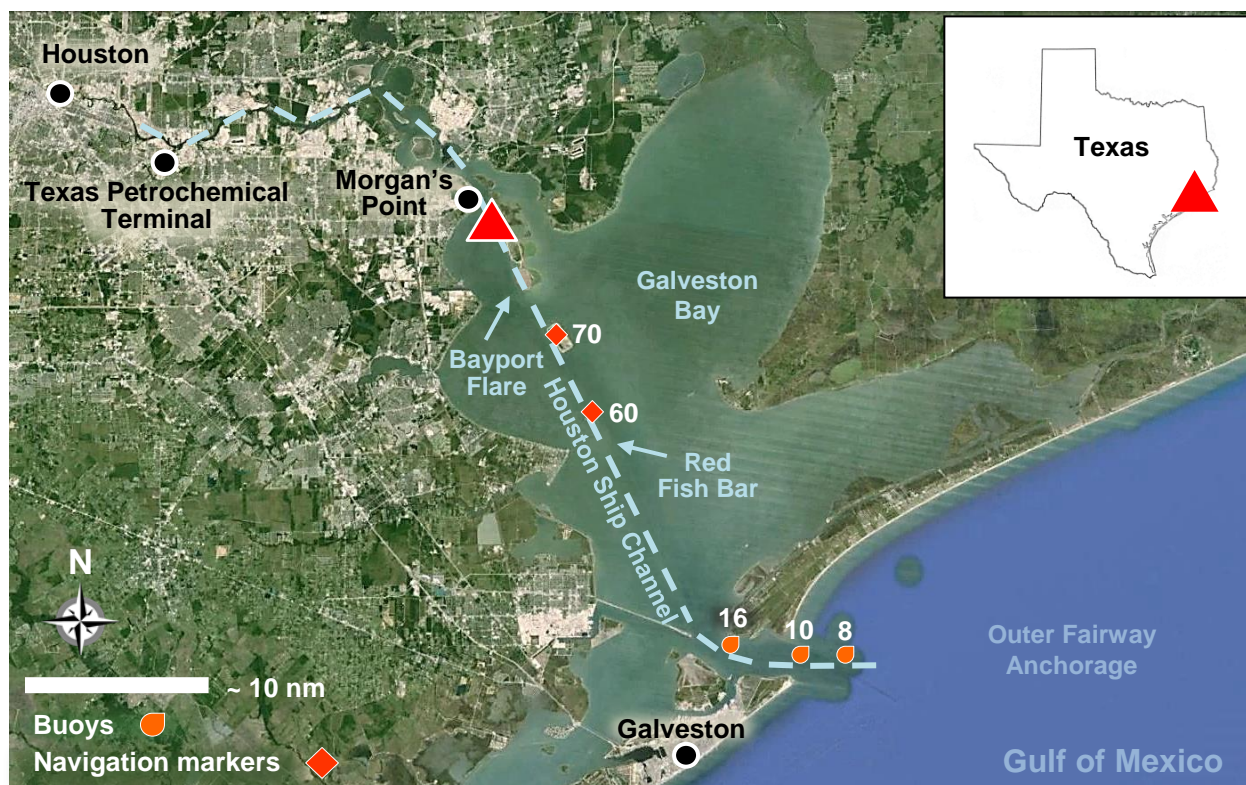 Houston
Texas Petrochemical
Terminal
Morgan's
Point
Texas
Galveston
Bay
Bayport
Flare
70
60
Houston Ship Channel
Red
Fish Bar
16
10
8
Outer Fairway
Anchorage
N
~ 10 nm
Buoys
Navigation markers
Galveston
Gulf of Mexico